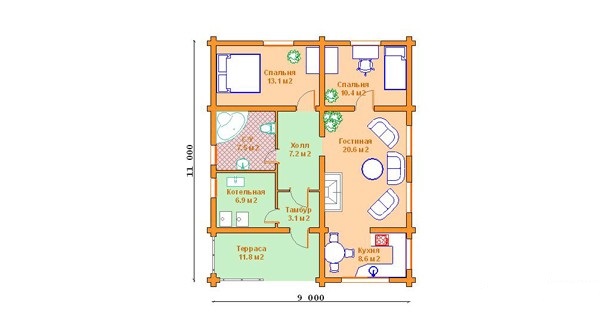 Спальня
13.1 м2
Спальня
10.4 м2
С/У
7.5 м2
Холл
7.2 м2
Гостиная
20.6 м2
Котельная
6.9 м2
Тамбур
3.1 м2
Терраса
11.8 м2
Кухня
8.6 м2
11 000
9 000